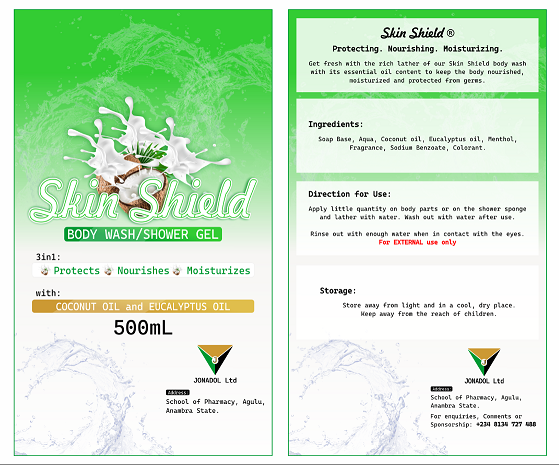 Skin Shield
BODY WASH/SHOWER GEL
3in1:
Protects Nourishes Moisturizes
with:
COCONUT OIL and EUCALYPTUS OIL
500mL
JONADOL Ltd
Address:
School of Pharmacy, Agulu,
Anambra State.
Skin Shield ®
Protecting. Nourishing. Moisturizing.
Get fresh with the rich lather of our Skin Shield body wash
with its essential oil content to keep the body nourished,
moisturized and protected from germs.
Ingredients:
Soap Base, Aqua, Coconut oil, Eucalyptus oil, Menthol,
Fragrance, Sodium Benzoate, Colorant.
Direction for Use:
Apply little quantity on body parts or on the shower sponge
and lather with water. Wash out with water after use.
Rinse out with enough water when in contact with the eyes.
For EXTERNAL use only
Storage:
Store away from light and in a cool, dry place.
Keep away from the reach of children.
JONADOL Ltd
Address:
School of Pharmacy, Agulu,
Anambra State.
For enquiries, Comments or
Sponsorship: +234 8134 727 488